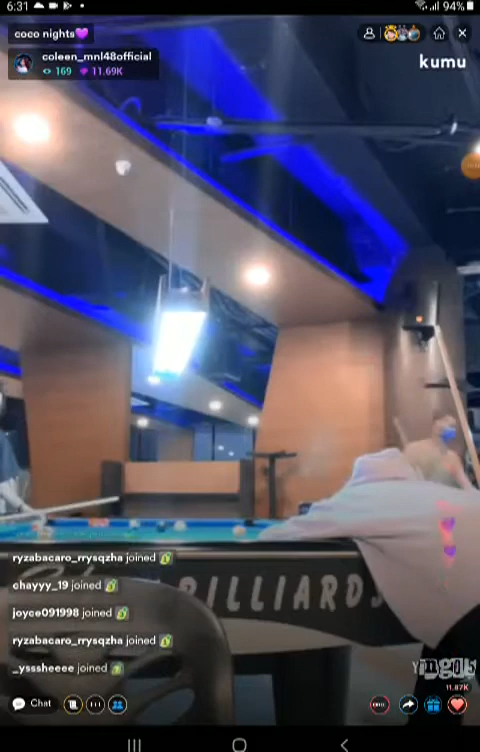 6:31
94%
coco nights💜
coleen_mnl48official
169 11.69K
kumu
BILLIARDS
ryzabacaro_rrysqzha joined
chayyy_19 joined
joyce091998 joined
ryzabacaro_rrysqzha joined
_ysssheeee joined
11.87K
Chat